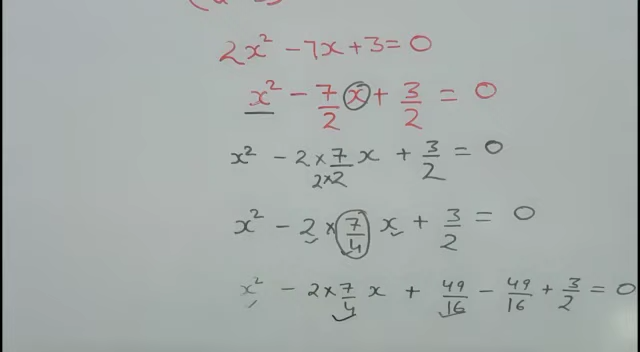 2x² - 7x + 3 = 0
x² - 7/2 x + 3/2 = 0
x² - 2 × 7/2×2 x + 3/2 = 0
x² - 2 × 7/4 x + 3/2 = 0
x² - 2 × 7/4 x + 49/16 - 49/16 + 3/2 = 0